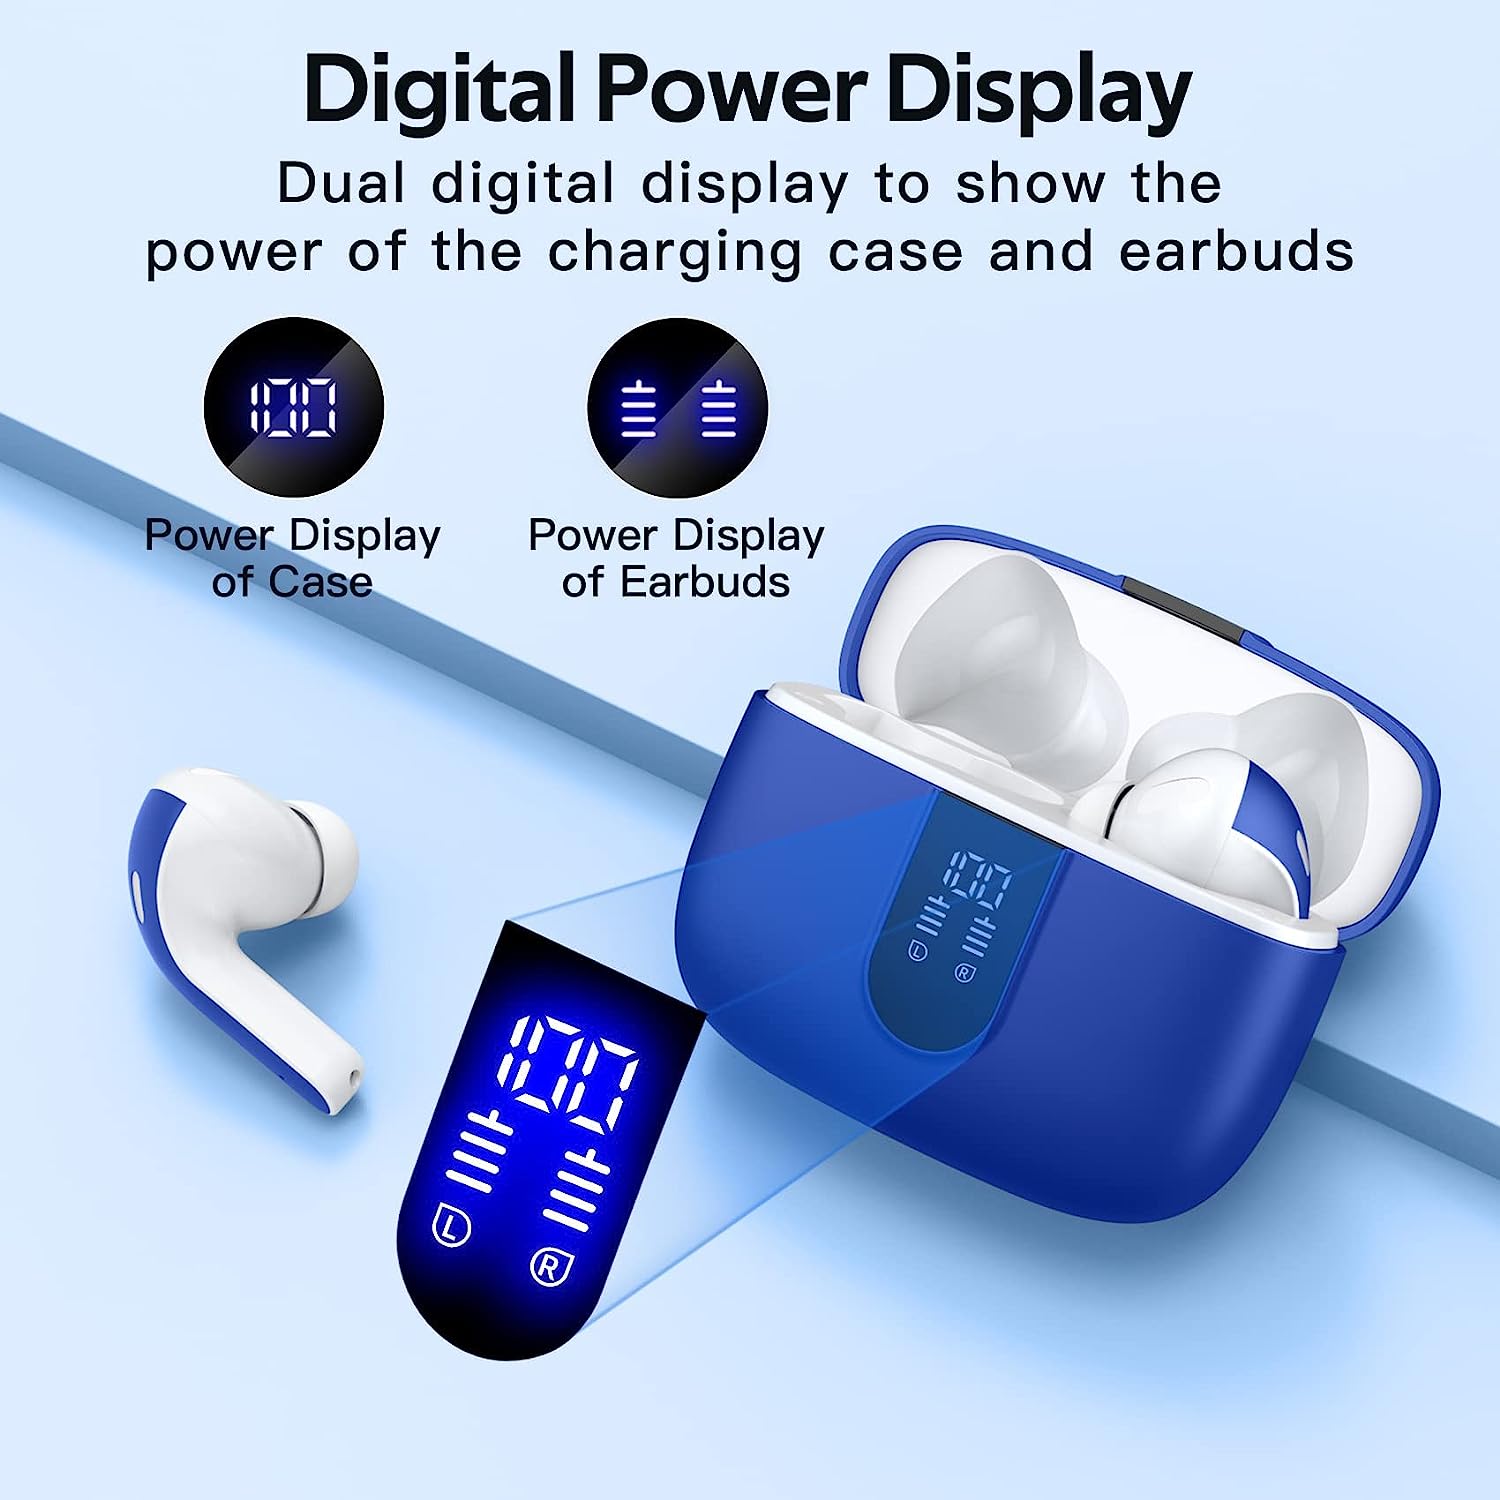 Digital Power Display
Dual digital display to show the
power of the charging case and earbuds
100
Power Display
of Case
Power Display
of Earbuds
100
L
R
100
L
R